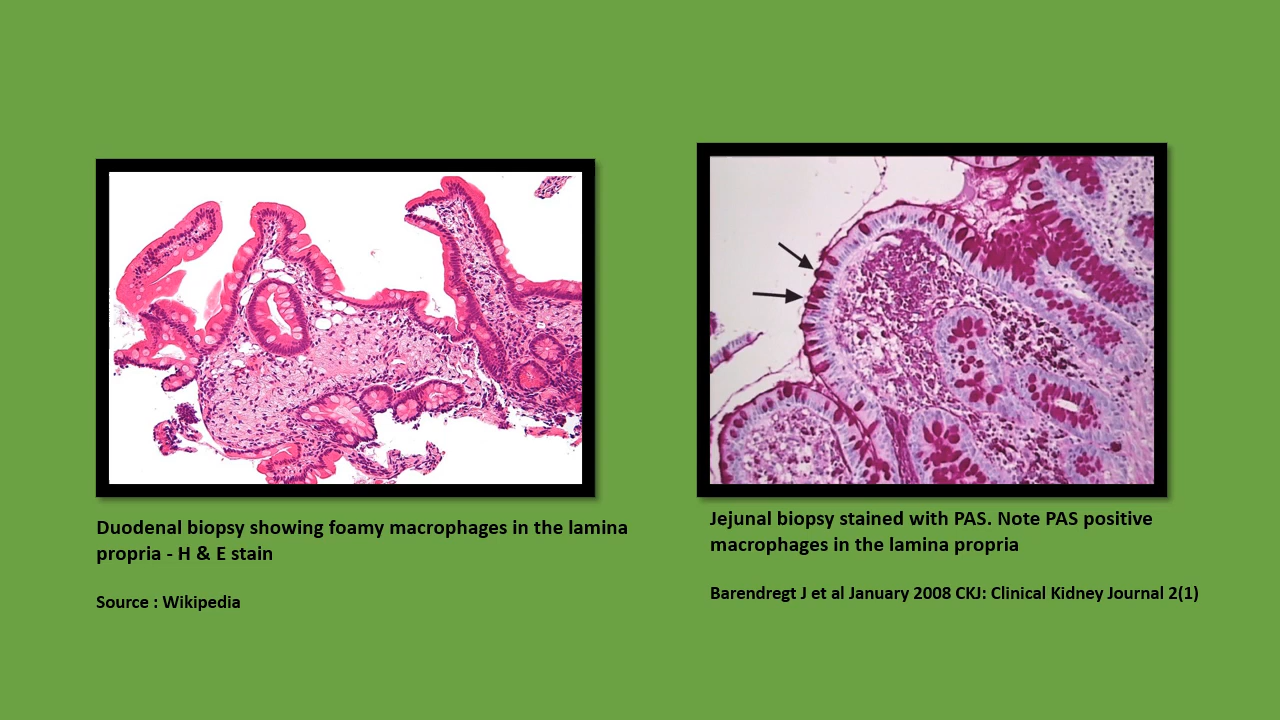 Duodenal biopsy showing foamy macrophages in the lamina
propria - H & E stain
Source : Wikipedia
Jejunal biopsy stained with PAS. Note PAS positive
macrophages in the lamina propria
Barendregt J et al January 2008 CKJ: Clinical Kidney Journal 2(1)